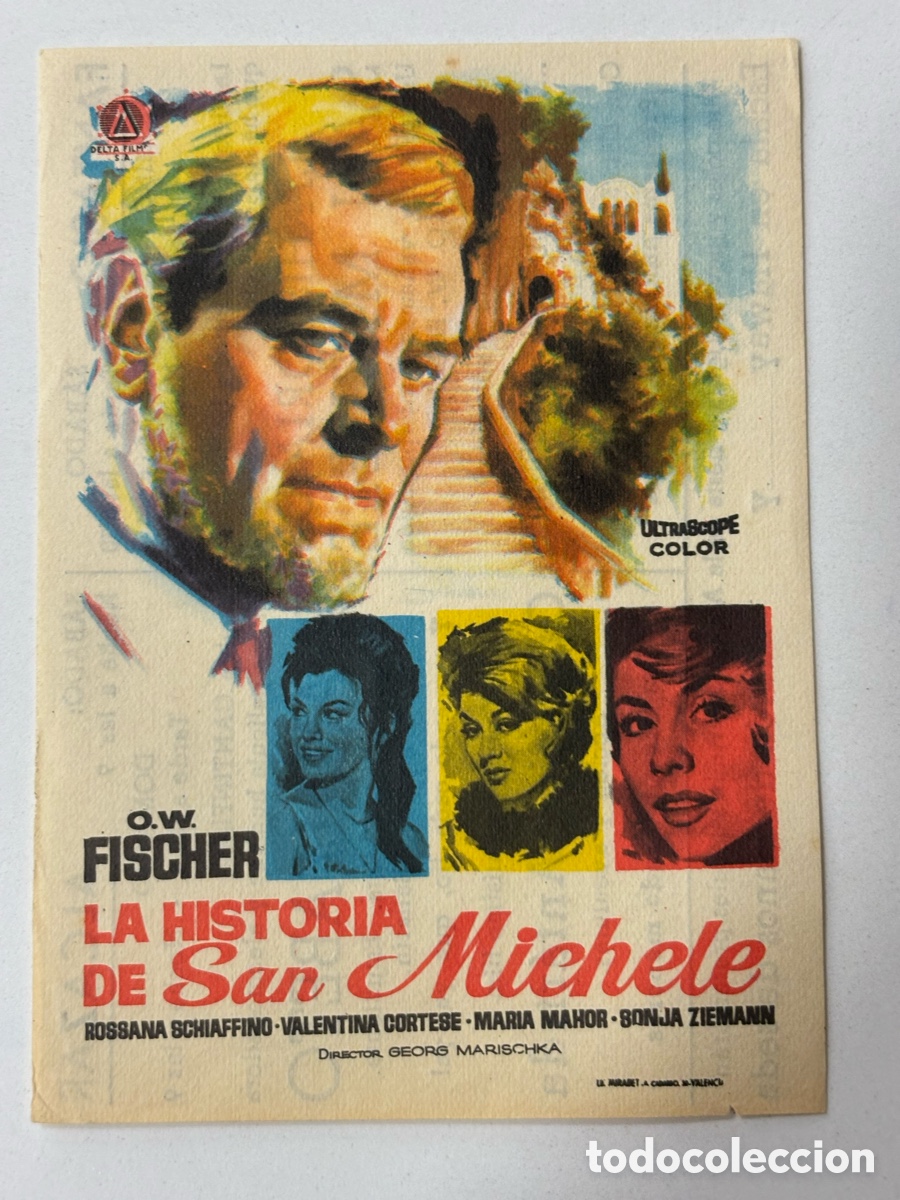 DELTA FILMS
S.A.
ULTRASCOPE
COLOR
O.W.
FISCHER
LA HISTORIA
DE San Michele
ROSSANA SCHIAFFINO·VALENTINA CORTESE·MARIA MAHOR·SONJA ZIEMANN
DIRECTOR GEORG MARISCHKA
MIRABET
todocoleccion